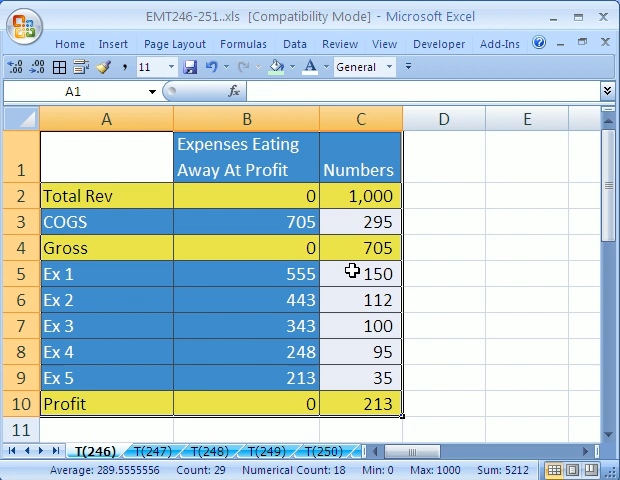 EMT246-251..xls [Compatibility Mode] - Microsoft Excel
Home Insert Page Layout Formulas Data Review View Developer Add-Ins
11 General
A1 fx
A B C D E
1 Expenses Eating Away At Profit Numbers
2 Total Rev 0 1,000
3 COGS 705 295
4 Gross 0 705
5 Ex 1 555 150
6 Ex 2 443 112
7 Ex 3 343 100
8 Ex 4 248 95
9 Ex 5 213 35
10 Profit 0 213
11
T(246) T(247) T(248) T(249) T(250)
Average: 289.5555556 Count: 29 Numerical Count: 18 Min: 0 Max: 1000 Sum: 5212